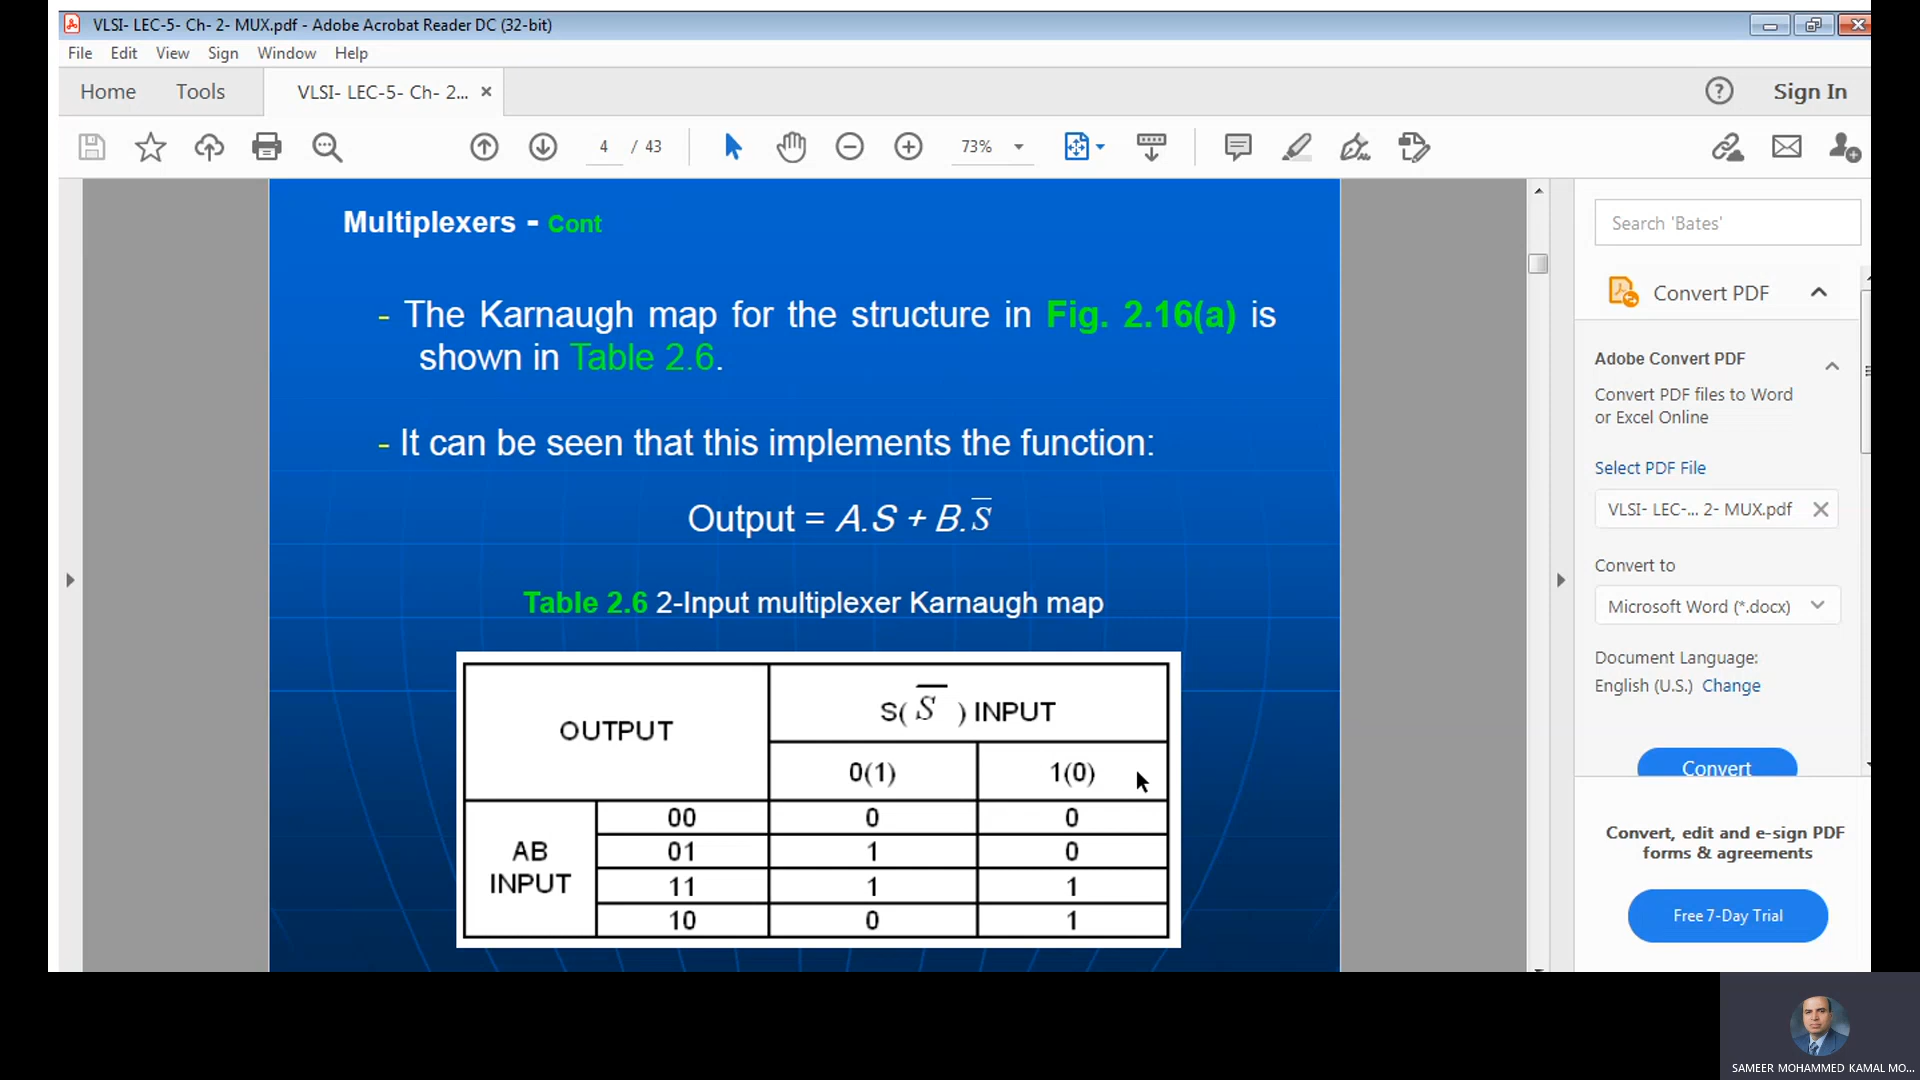 VLSI- LEC-5- Ch- 2- MUX.pdf - Adobe Acrobat Reader DC (32-bit)
File Edit View Sign Window Help
Home Tools VLSI- LEC-5- Ch- 2... × Sign In
4 / 43 73%
Multiplexers - Cont
- The Karnaugh map for the structure in Fig. 2.16(a) is
shown in Table 2.6.
- It can be seen that this implements the function:
Output = A.S + B.S̅
Table 2.6 2-Input multiplexer Karnaugh map
OUTPUT S( S̅ ) INPUT
0(1) 1(0)
AB INPUT
00 0 0
01 1 0
11 1 1
10 0 1
Search 'Bates'
Convert PDF
Adobe Convert PDF
Convert PDF files to Word
or Excel Online
Select PDF File
VLSI- LEC-... 2- MUX.pdf
Convert to
Microsoft Word (*.docx)
Document Language:
English (U.S.) Change
Convert
Convert, edit and e-sign PDF
forms & agreements
Free 7-Day Trial
SAMEER MOHAMMED KAMAL MO...